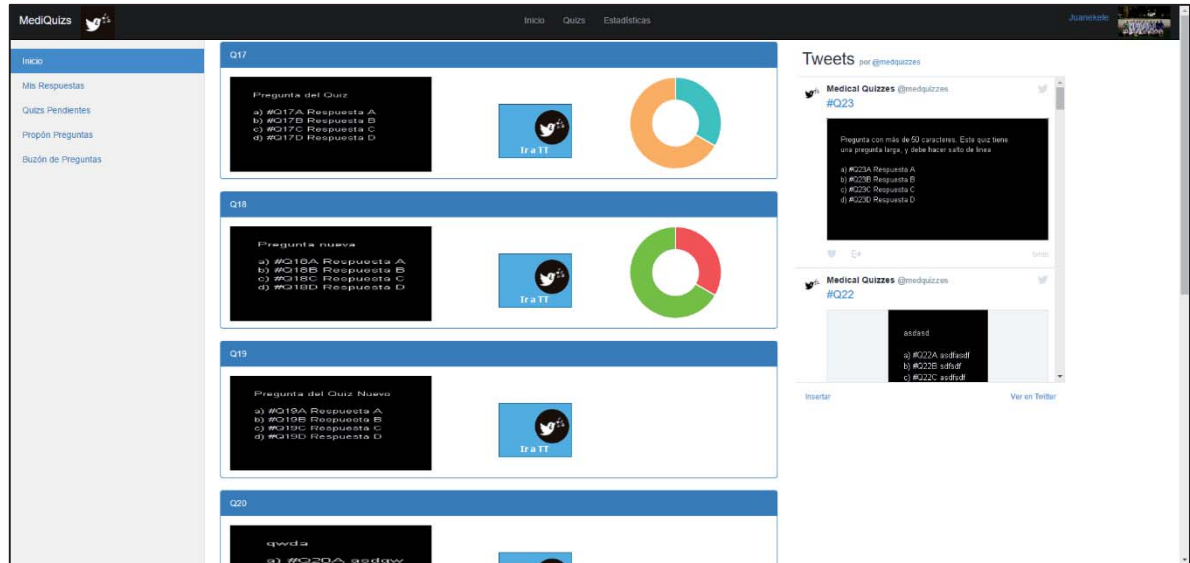 MediQuizs
Inicio Quizs Estadísticas
Juanekele
Inicio
Mis Respuestas
Quizs Pendientes
Propón Preguntas
Buzón de Preguntas
Q17
Pregunta del Quiz
a) #Q17A Respuesta A
b) #Q17B Respuesta B
c) #Q17C Respuesta C
d) #Q17D Respuesta D
Ir a TT
Q18
Pregunta nueva
a) #Q18A Respuesta A
b) #Q18B Respuesta B
c) #Q18C Respuesta C
d) #Q18D Respuesta D
Ir a TT
Q19
Pregunta del Quiz Nuevo
a) #Q19A Respuesta A
b) #Q19B Respuesta B
c) #Q19C Respuesta C
d) #Q19D Respuesta D
Ir a TT
Q20
qwda
a) #Q20A asdqw
Tweets por @medquizzes
Medical Quizzes @medquizzes
#Q23
Pregunta con más de 50 caracteres. Este quiz tiene
una pregunta larga, y debe hacer salto de linea
a) #Q23A Respuesta A
b) #Q23B Respuesta B
c) #Q23C Respuesta C
d) #Q23D Respuesta D
Medical Quizzes @medquizzes
#Q22
asdasd
a) #Q22A asdfasdf
b) #Q22B sdfsdf
c) #Q22C asdfsdf
Insertar Ver en Twitter